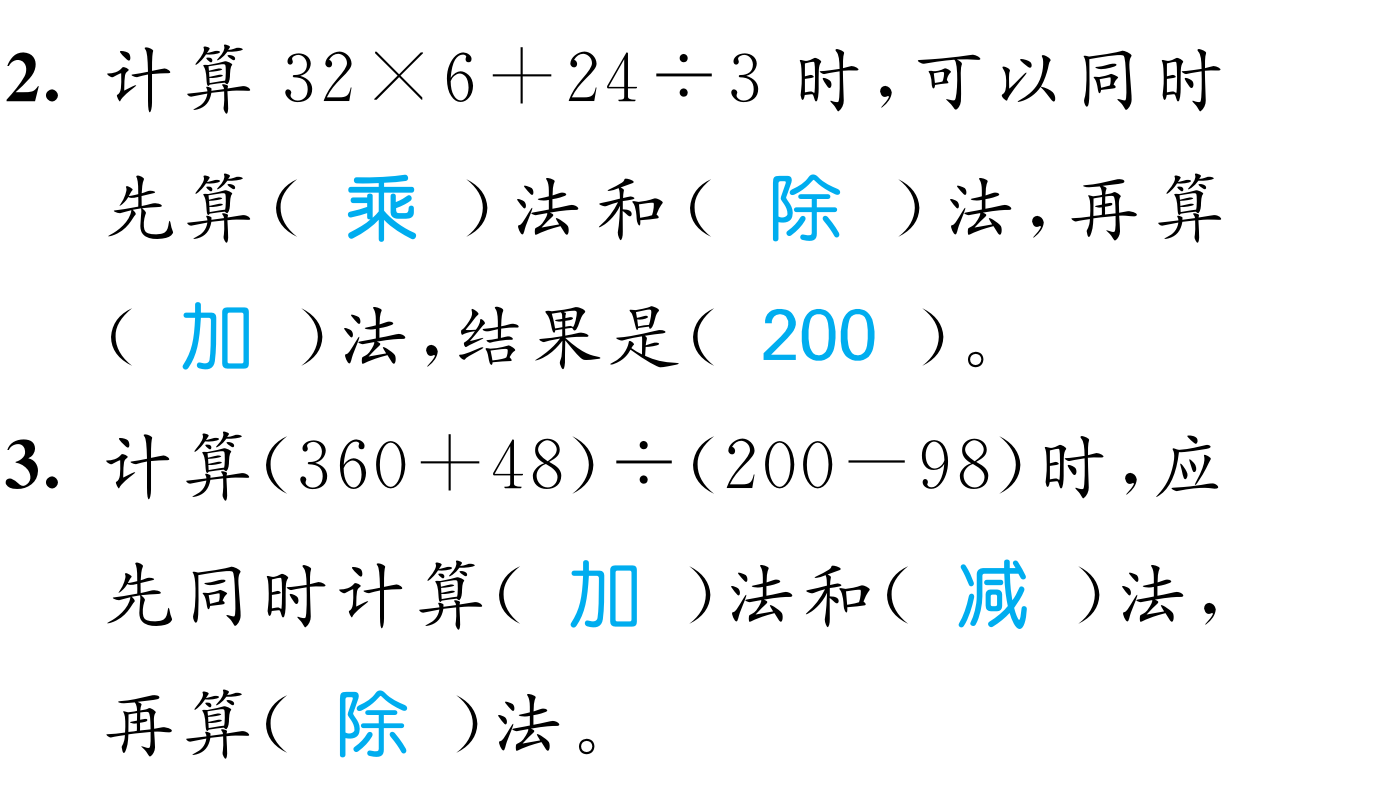 2. 计算 32×6+24÷3 时,可以同时
先算( 乘 )法和( 除 )法,再算
( 加 )法,结果是( 200 )。
3. 计算(360+48)÷(200-98)时,应
先同时计算( 加 )法和( 减 )法,
再算( 除 )法。